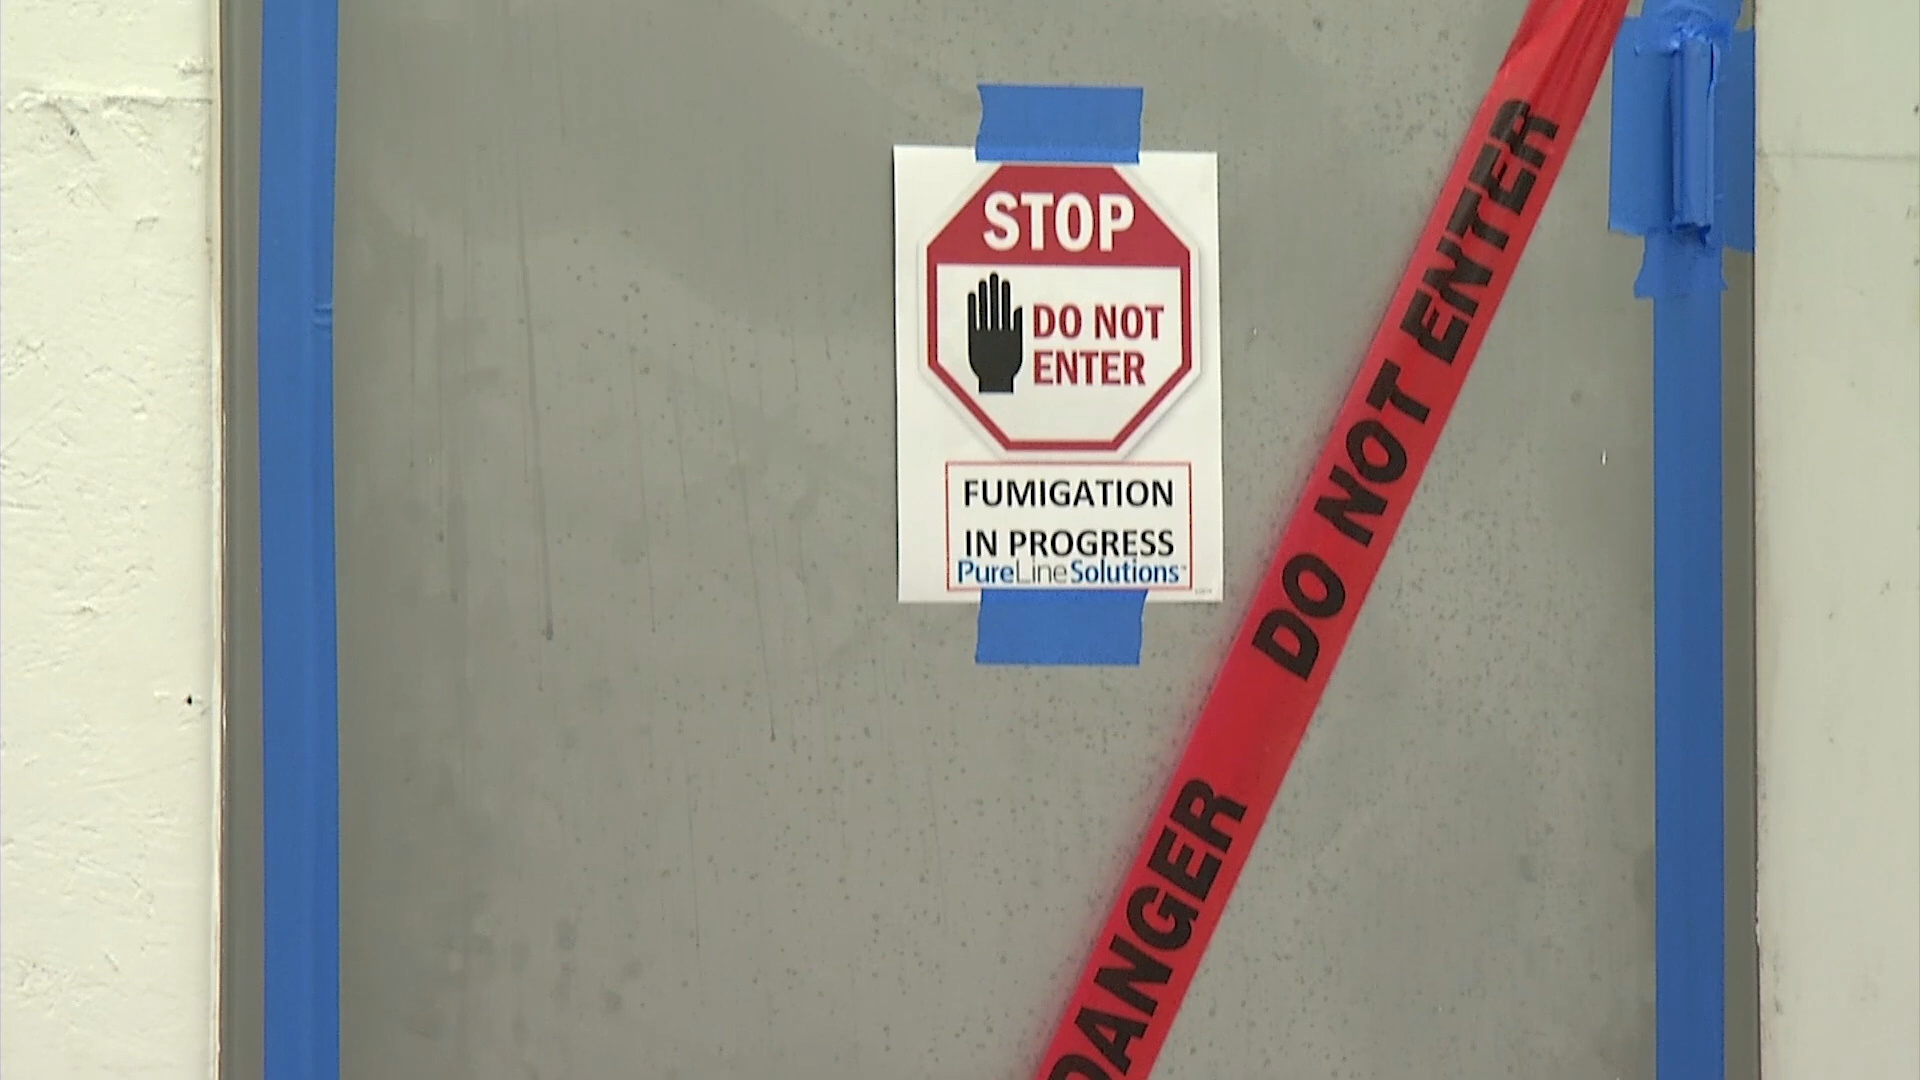 STOP
DO NOT
ENTER
FUMIGATION
IN PROGRESS
PureLineSolutions
DANGER DO NOT ENTER